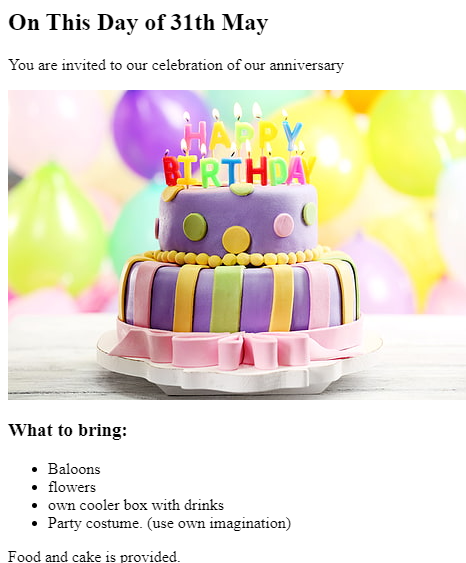 On This Day of 31th May
You are invited to our celebration of our anniversary
HAPPY
BIRTHDAY
What to bring:
Baloons
flowers
own cooler box with drinks
Party costume. (use own imagination)
Food and cake is provided.